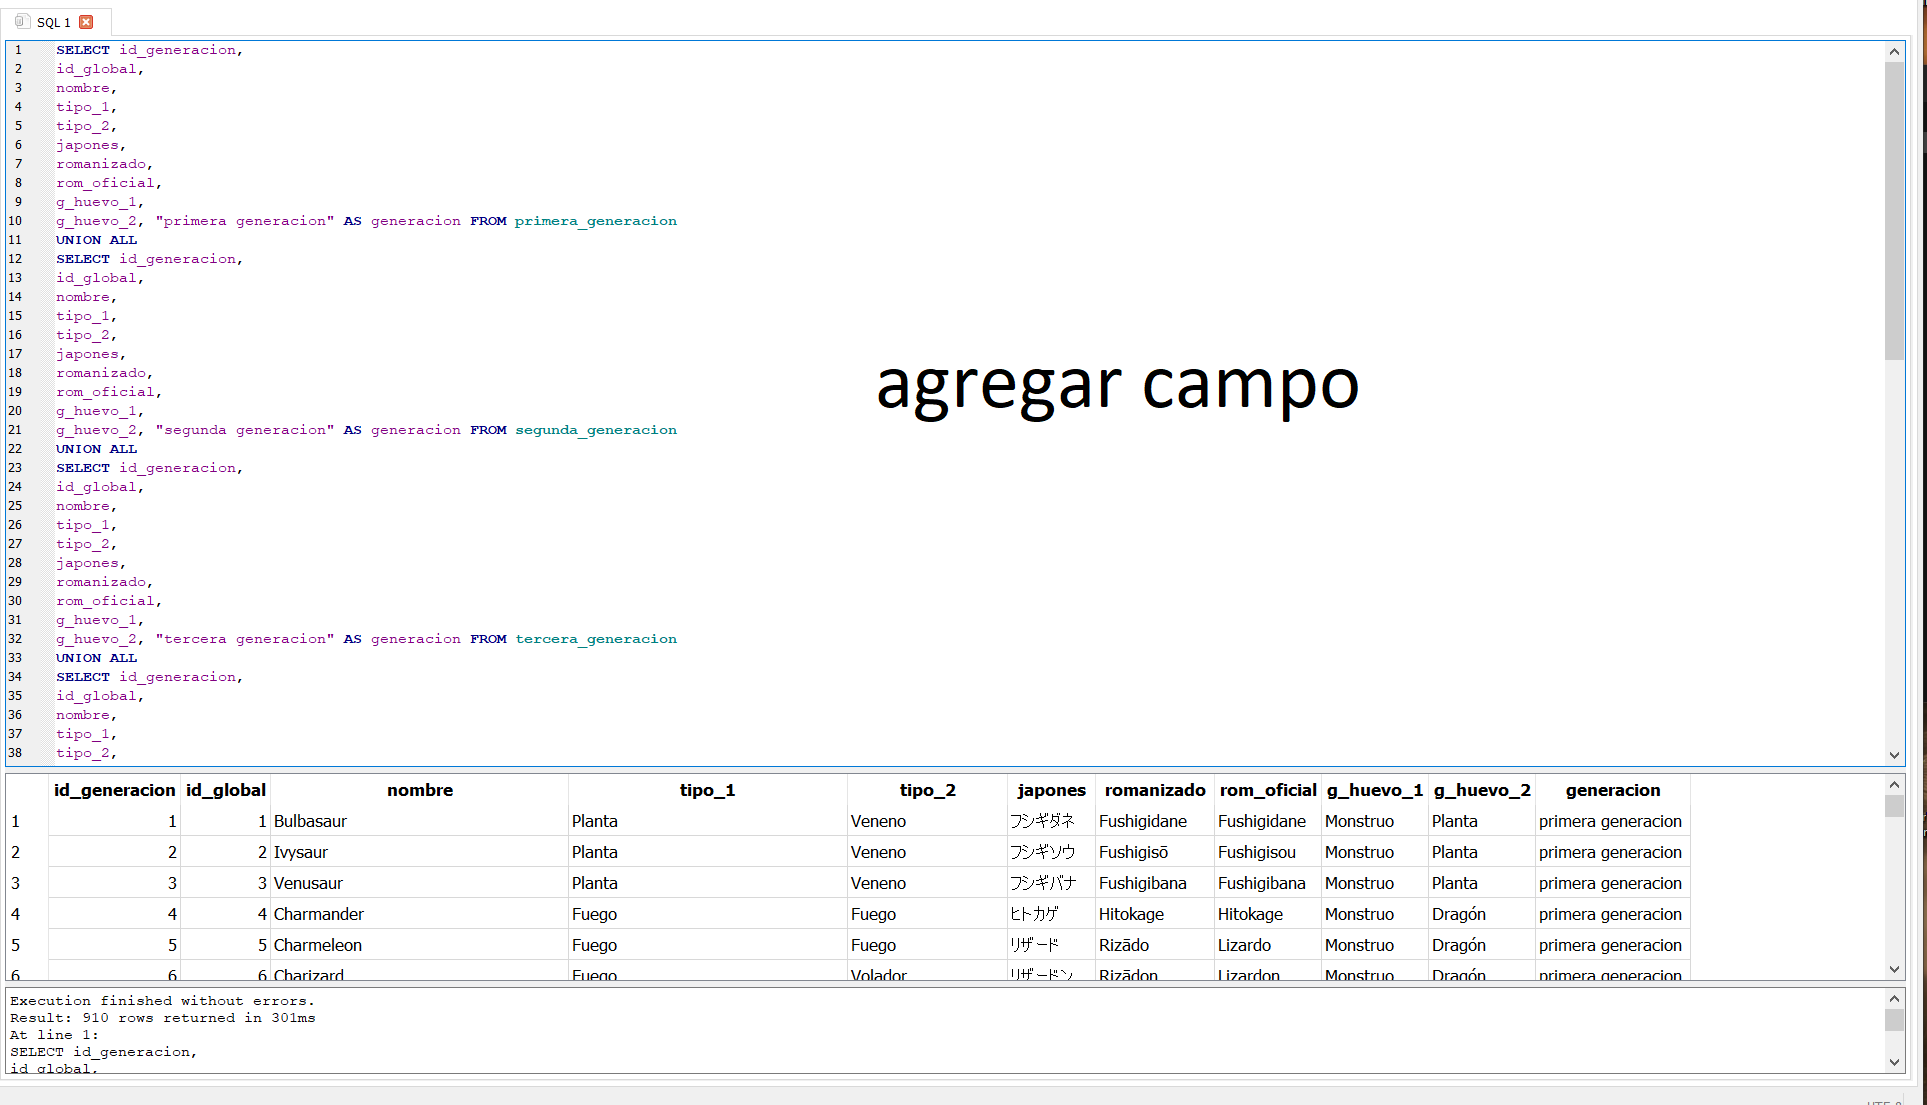 SQL 1
1 SELECT id_generacion,
2 id_global,
3 nombre,
4 tipo_1,
5 tipo_2,
6 japones,
7 romanizado,
8 rom_oficial,
9 g_huevo_1,
10 g_huevo_2, "primera generacion" AS generacion FROM primera_generacion
11 UNION ALL
12 SELECT id_generacion,
13 id_global,
14 nombre,
15 tipo_1,
16 tipo_2,
17 japones,
18 romanizado,
19 rom_oficial,
20 g_huevo_1,
21 g_huevo_2, "segunda generacion" AS generacion FROM segunda_generacion
22 UNION ALL
23 SELECT id_generacion,
24 id_global,
25 nombre,
26 tipo_1,
27 tipo_2,
28 japones,
29 romanizado,
30 rom_oficial,
31 g_huevo_1,
32 g_huevo_2, "tercera generacion" AS generacion FROM tercera_generacion
33 UNION ALL
34 SELECT id_generacion,
35 id_global,
36 nombre,
37 tipo_1,
38 tipo_2,
agregar campo
id_generacion id_global nombre tipo_1 tipo_2 japones romanizado rom_oficial g_huevo_1 g_huevo_2 generacion
1 1 1 Bulbasaur Planta Veneno フシギダネ Fushigidane Fushigidane Monstruo Planta primera generacion
2 2 2 Ivysaur Planta Veneno フシギソウ Fushigisō Fushigisou Monstruo Planta primera generacion
3 3 3 Venusaur Planta Veneno フシギバナ Fushigibana Fushigibana Monstruo Planta primera generacion
4 4 4 Charmander Fuego Fuego ヒトカゲ Hitokage Hitokage Monstruo Dragón primera generacion
5 5 5 Charmeleon Fuego Fuego リザード Rizādo Lizardo Monstruo Dragón primera generacion
6 6 6 Charizard Fuego Volador リザードン Rizādon Lizardon Monstruo Dragón primera generacion
Execution finished without errors.
Result: 910 rows returned in 301ms
At line 1:
SELECT id_generacion,
id_global,